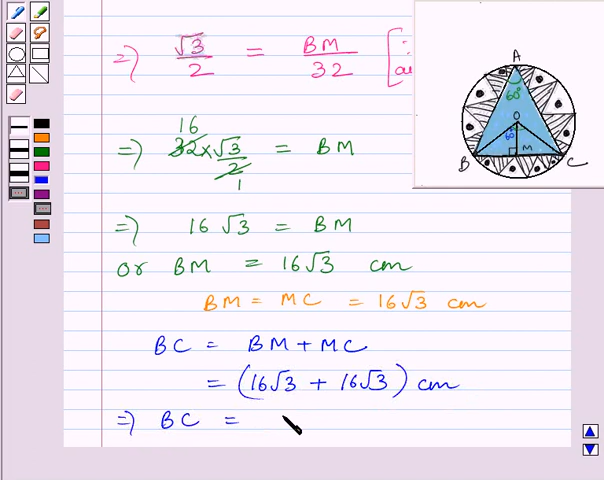 ⇒) √3/2 = BM/32 [∵
⇒) 32 16 × √3/2 1 = BM
⇒) 16√3 = BM
or BM = 16√3 cm
BM = MC = 16√3 cm
BC = BM + MC
= (16√3 + 16√3) cm
⇒) BC =
A
60°
O
60°
B M C